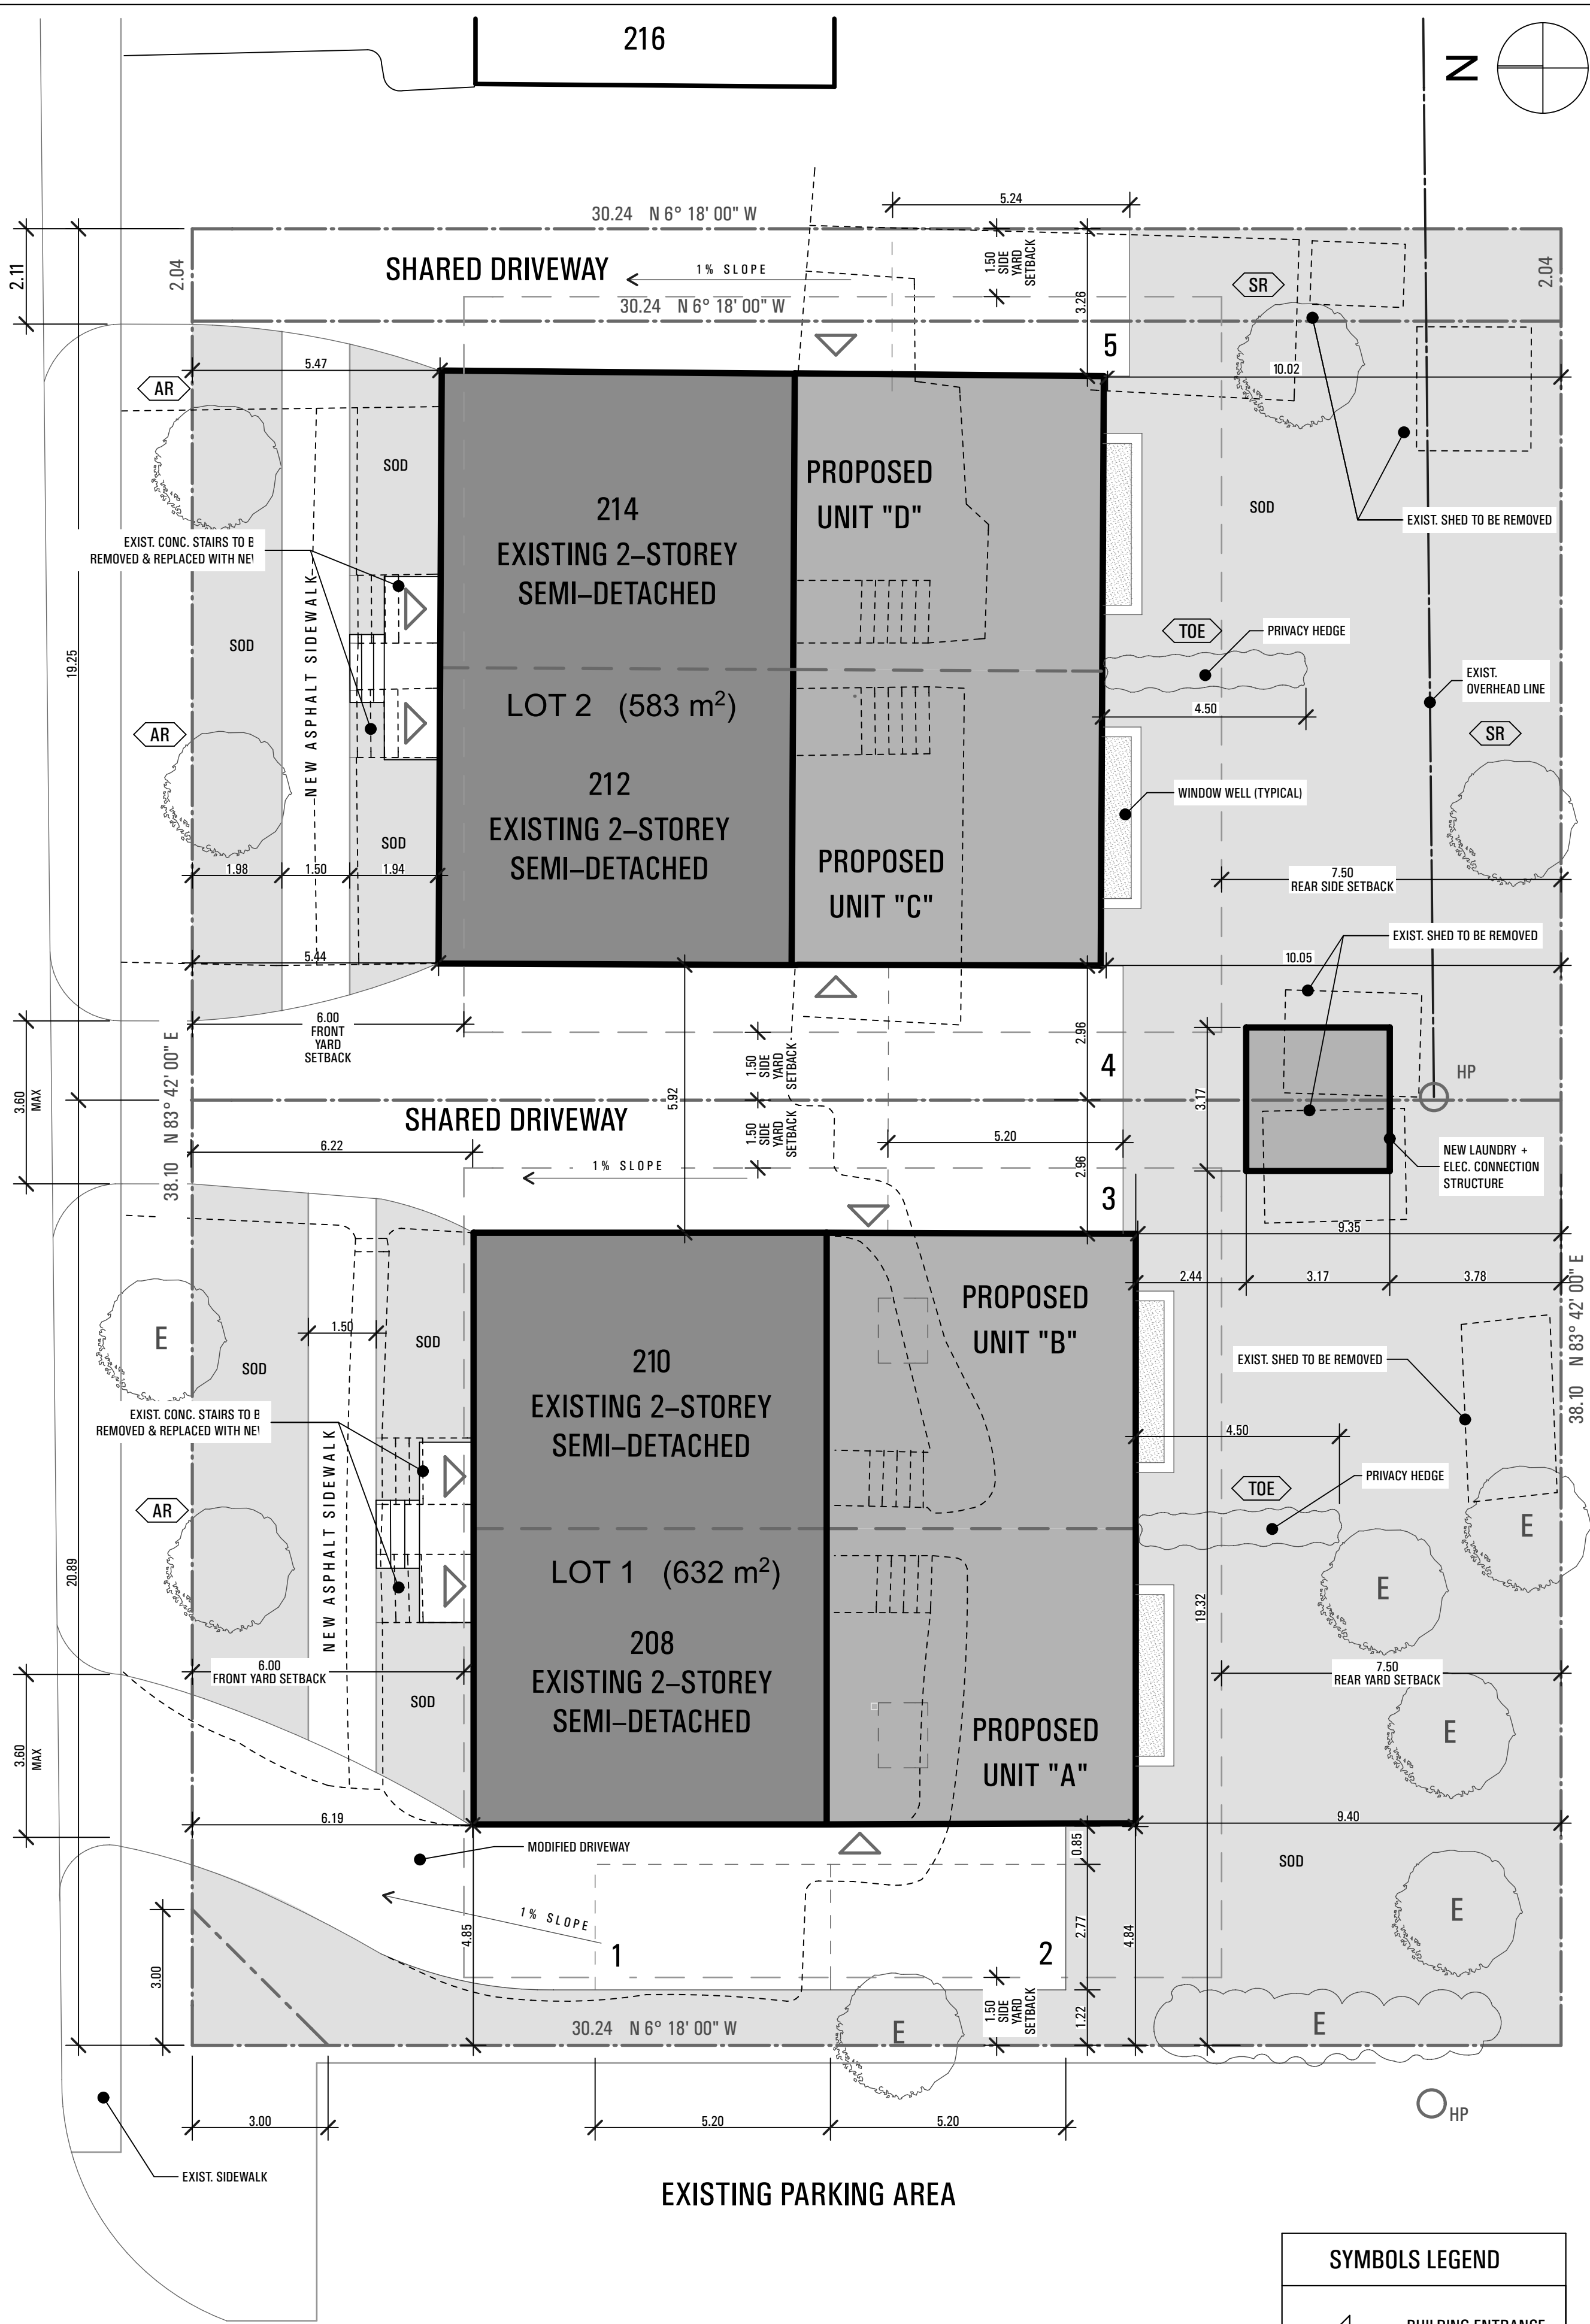 216
N
5.24
30.24 N 6° 18' 00" W
2.11
2.04
SHARED DRIVEWAY
1% SLOPE
1.50
SIDE
YARD
SETBACK
3.26
SR
2.04
30.24 N 6° 18' 00" W
5
AR
5.47
10.02
SOD
214
EXISTING 2–STOREY
SEMI–DETACHED
PROPOSED
UNIT "D"
SOD
EXIST. SHED TO BE REMOVED
EXIST. CONC. STAIRS TO B
REMOVED & REPLACED WITH NEW
NEW ASPHALT SIDEWALK
SOD
19.25
TOE
PRIVACY HEDGE
EXIST.
OVERHEAD LINE
4.50
SR
AR
LOT 2 (583 m²)
212
EXISTING 2–STOREY
SEMI–DETACHED
PROPOSED
UNIT "C"
WINDOW WELL (TYPICAL)
SOD
1.98
1.50
1.94
7.50
REAR SIDE SETBACK
EXIST. SHED TO BE REMOVED
5.44
10.05
6.00
FRONT
YARD
SETBACK
3.60
MAX
38.10 N 83° 42' 00" E
1.50
SIDE
YARD
SETBACK
5.92
2.96
4
3.17
HP
SHARED DRIVEWAY
6.22
1% SLOPE
1.50
SIDE
YARD
SETBACK
5.20
2.96
3
NEW LAUNDRY +
ELEC. CONNECTION
STRUCTURE
9.35
2.44
3.17
3.78
38.10 N 83° 42' 00" E
E
1.50
SOD
SOD
210
EXISTING 2–STOREY
SEMI–DETACHED
PROPOSED
UNIT "B"
EXIST. SHED TO BE REMOVED
EXIST. CONC. STAIRS TO B
REMOVED & REPLACED WITH NEW
NEW ASPHALT SIDEWALK
4.50
TOE
PRIVACY HEDGE
AR
E
E
20.89
LOT 1 (632 m²)
19.32
208
EXISTING 2–STOREY
SEMI–DETACHED
PROPOSED
UNIT "A"
6.00
FRONT YARD SETBACK
SOD
7.50
REAR YARD SETBACK
E
3.60
MAX
6.19
MODIFIED DRIVEWAY
0.85
9.40
SOD
1% SLOPE
4.85
1
2
2.77
4.84
E
3.00
30.24 N 6° 18' 00" W
E
1.50
SIDE
YARD
SETBACK
1.22
E
3.00
5.20
5.20
HP
EXIST. SIDEWALK
EXISTING PARKING AREA
SYMBOLS LEGEND